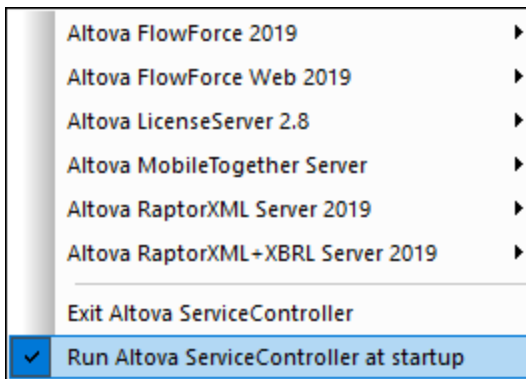 Altova FlowForce 2019
Altova FlowForce Web 2019
Altova LicenseServer 2.8
Altova MobileTogether Server
Altova RaptorXML Server 2019
Altova RaptorXML+XBRL Server 2019
Exit Altova ServiceController
Run Altova ServiceController at startup